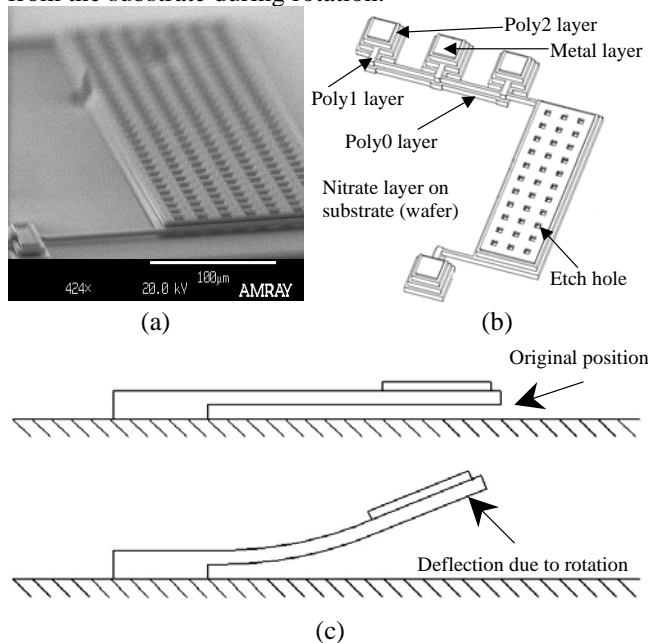 from the substrate during rotation.
Poly2 layer
Metal layer
Poly1 layer
Poly0 layer
Nitrate layer on
substrate (wafer)
Etch hole
100µm
424× 20.0 kV AMRAY
(a) (b)
Original position
Deflection due to rotation
(c)